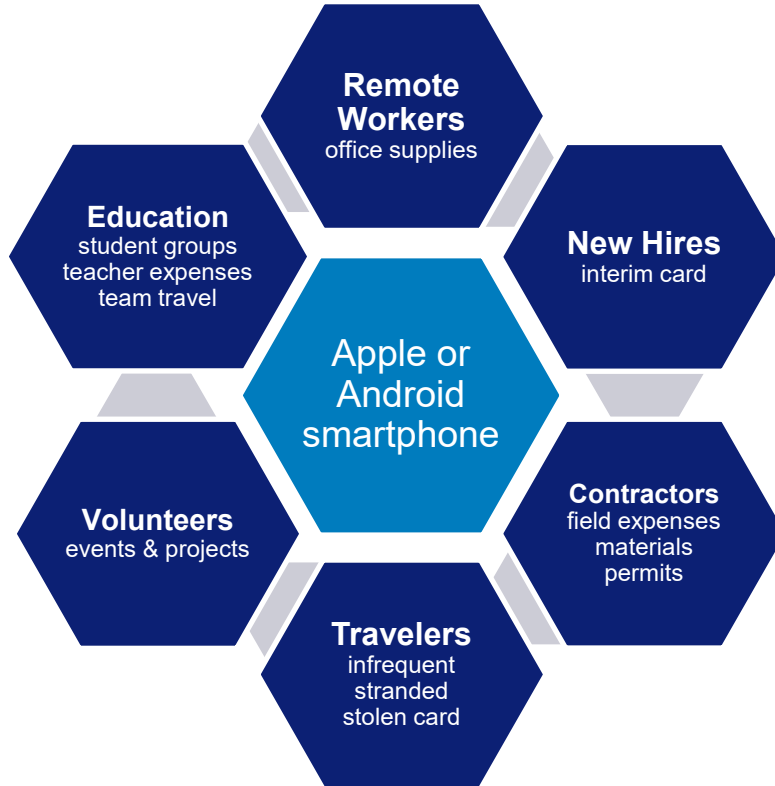 Remote
Workers
office supplies
New Hires
interim card
Contractors
field expenses
materials
permits
Travelers
infrequent
stranded
stolen card
Volunteers
events & projects
Education
student groups
teacher expenses
team travel
Apple or
Android
smartphone